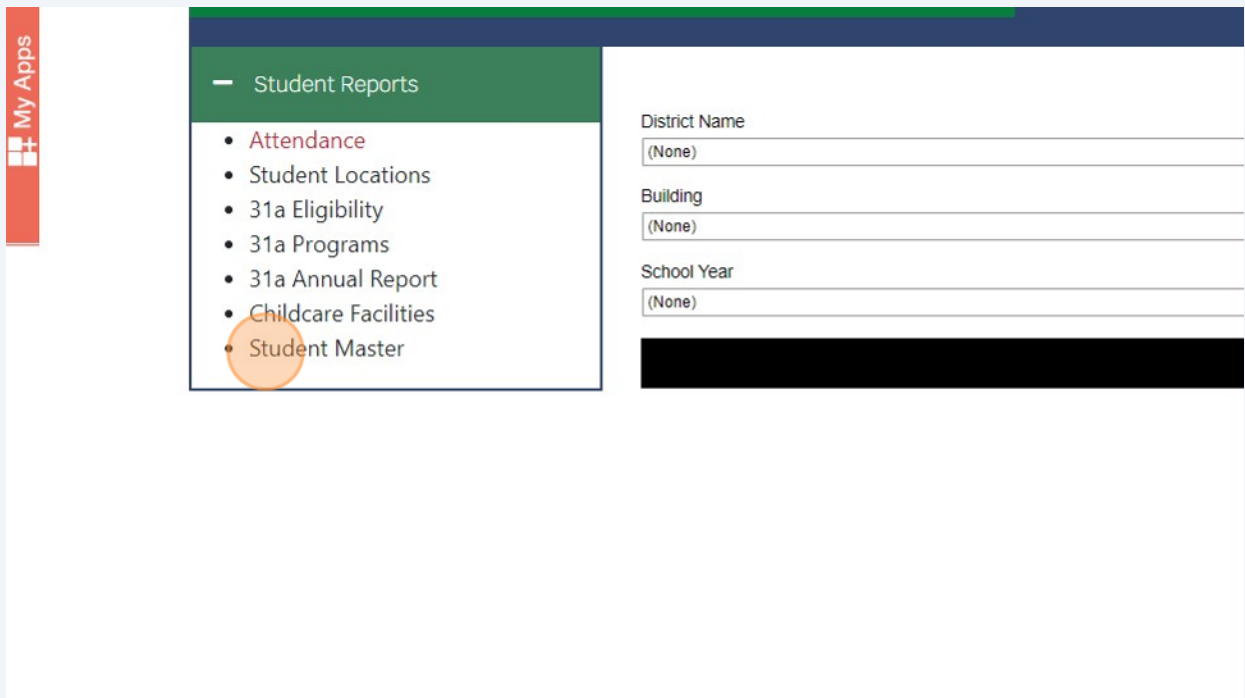 My Apps
Student Reports
Attendance
Student Locations
31a Eligibility
31a Programs
31a Annual Report
Childcare Facilities
Student Master
District Name
(None)
Building
(None)
School Year
(None)